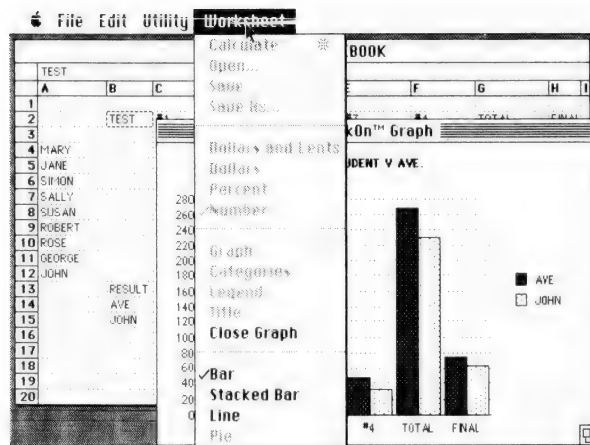 File Edit Utility Worksheet
BOOK
TEST
A B C E F G H I
1
2 TEST #1 TOTAL FINAL
3
4 MARY
5 JANE
6 SIMON
7 SALLY
8 SUSAN
9 ROBERT
10 ROSE
11 GEORGE
12 JOHN
13 RESULT
14 AVE
15 JOHN
16
17
18
19
20
Calculate ⌘
Open...
Save
Save As...
Dollars and Cents
Dollars
Percent
✓Number
Graph
Categories
Legend
Title
Close Graph
✓Bar
Stacked Bar
Line
Pie
kOn™ Graph
UDENT V AVE.
280
260
240
220
200
180
160
140
120
100
80
60
40
20
0
AVE
JOHN
#4 TOTAL FINAL